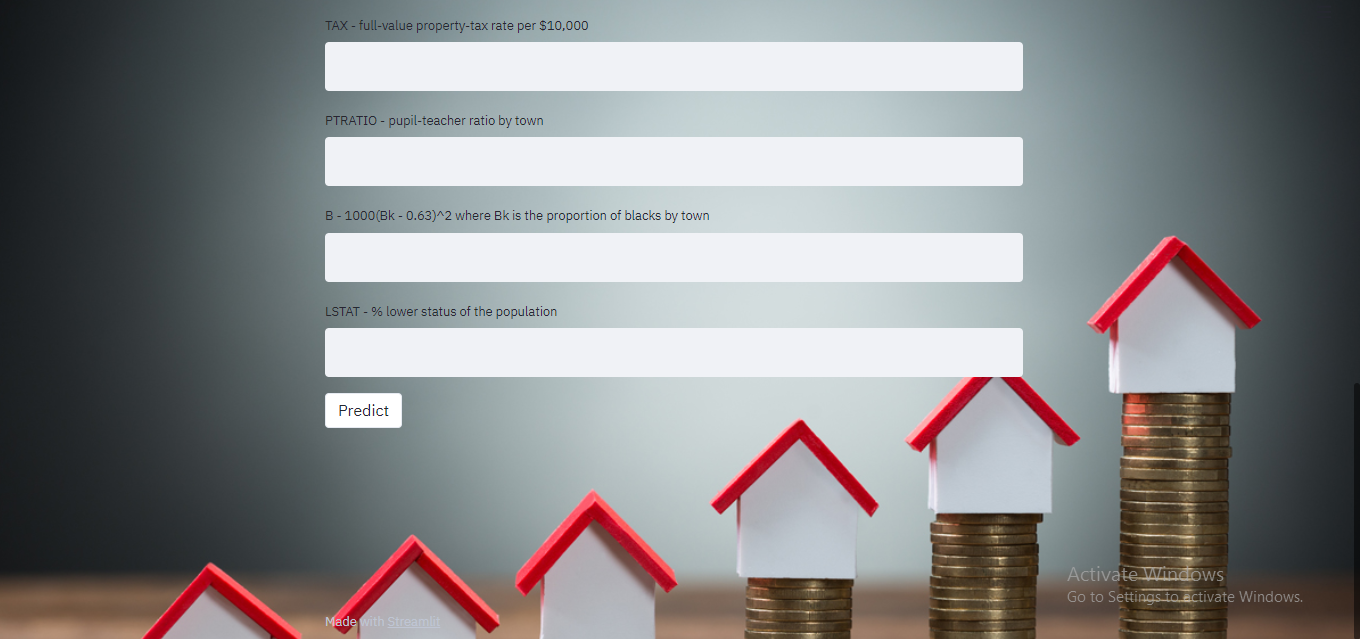 TAX - full-value property-tax rate per $10,000
PTRATIO - pupil-teacher ratio by town
B - 1000(Bk - 0.63)^2 where Bk is the proportion of blacks by town
LSTAT - % lower status of the population
Predict
Activate Windows
Go to Settings to activate Windows.
Made with Streamlit